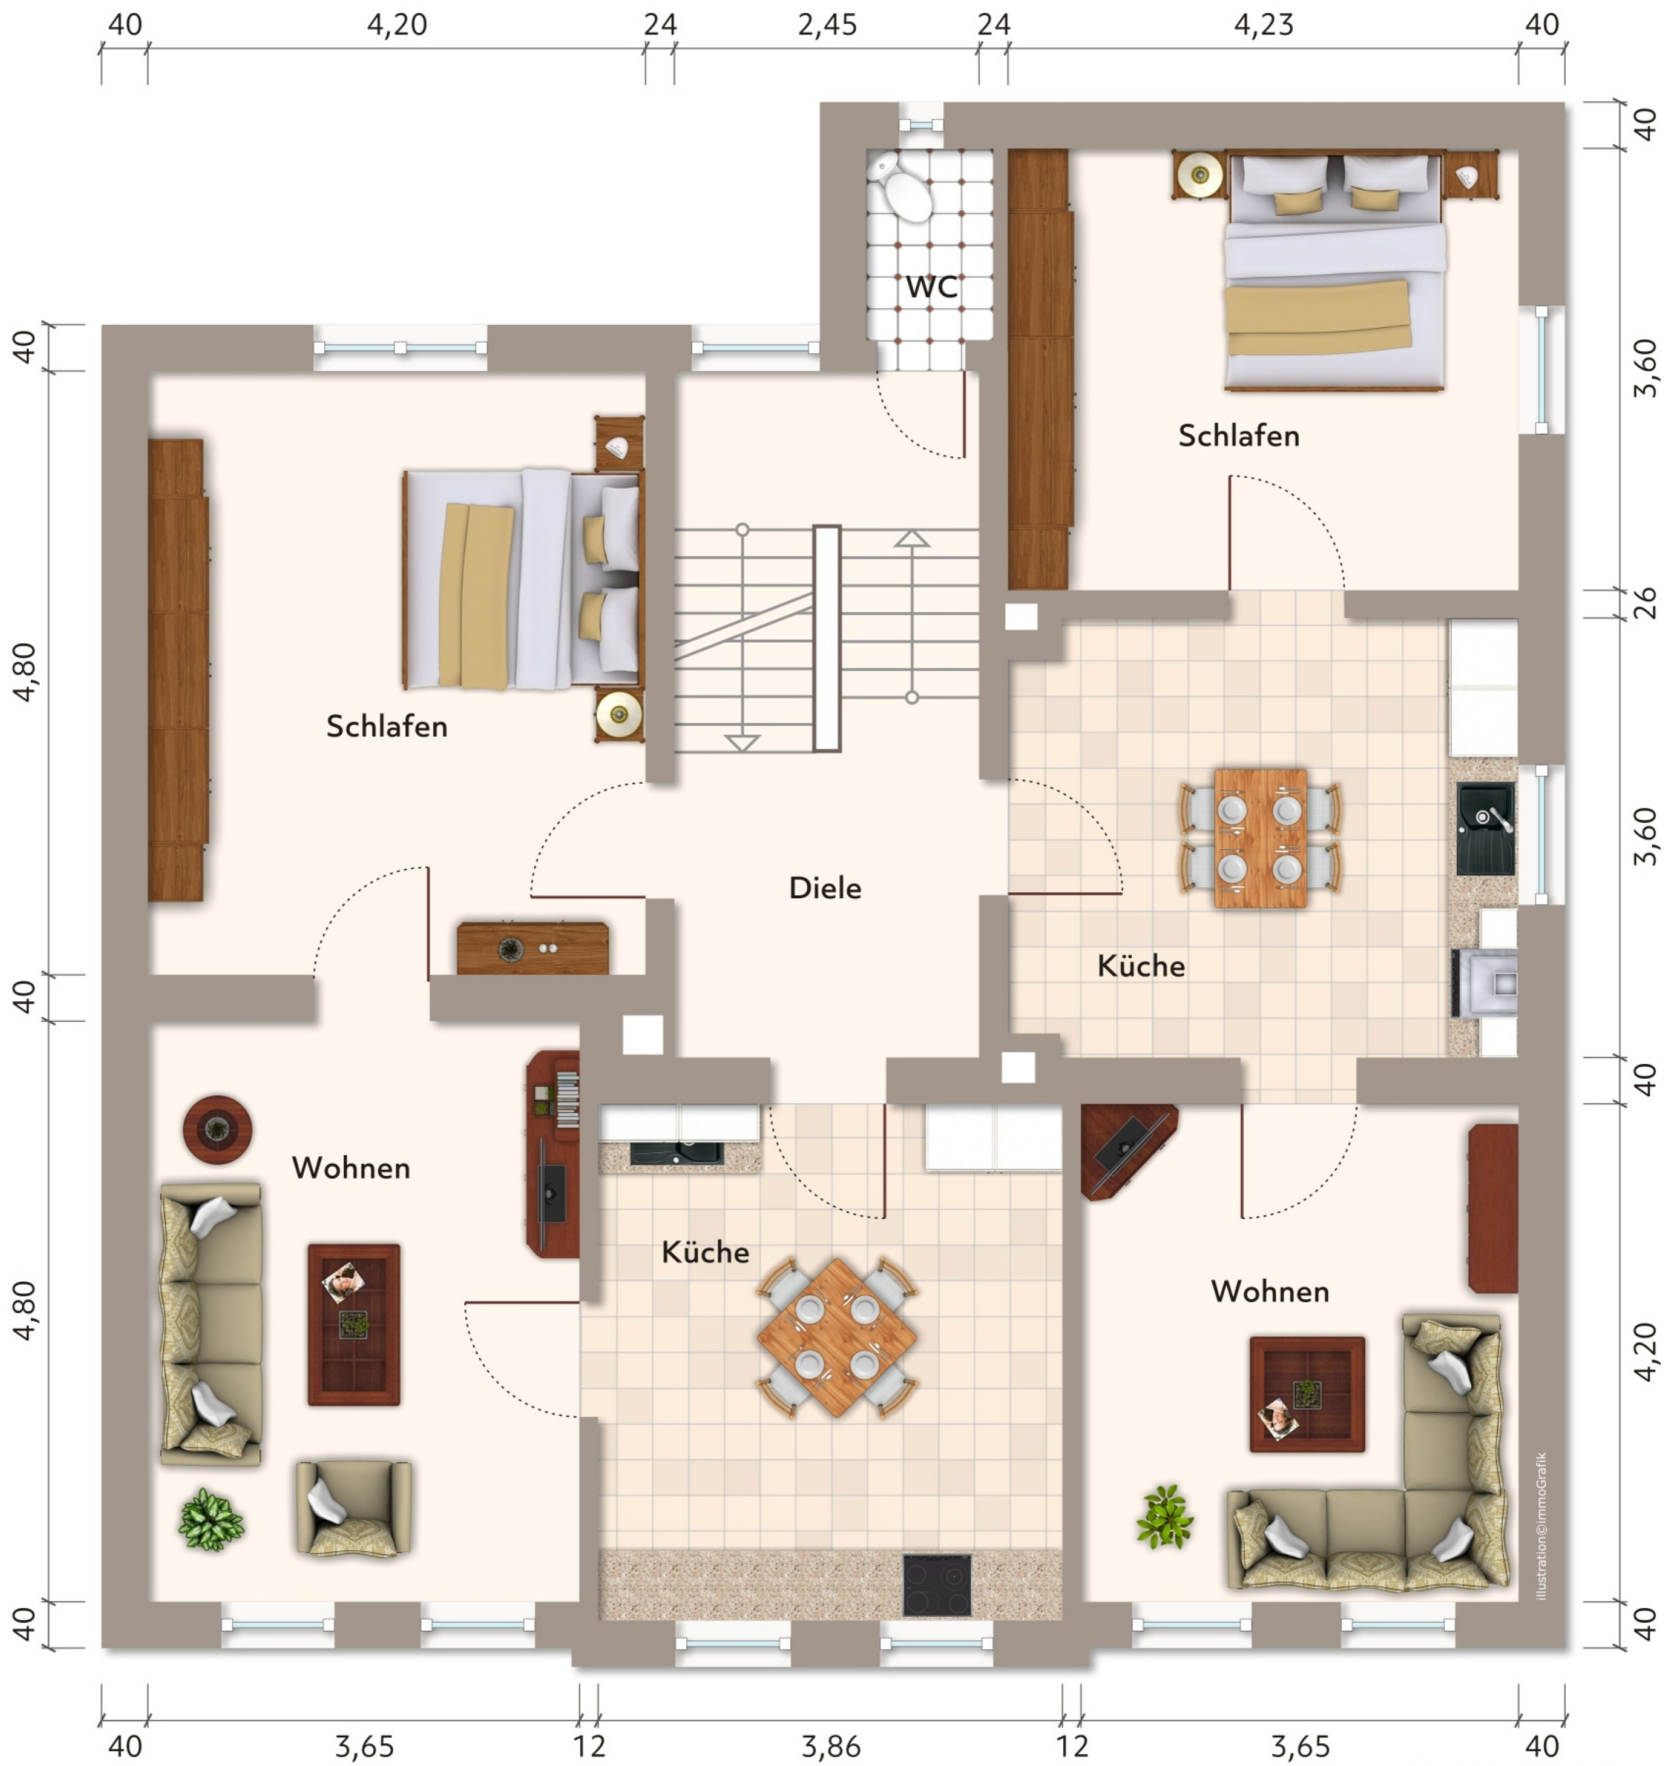 40 4,20 24 2,45 24 4,23 40
40
WC
40
3,60
Schlafen
26
4,80
Schlafen
3,60
Diele
Küche
40
40
Wohnen
Küche
Wohnen
4,80
4,20
illustration©immoGrafik
40
40
40 3,65 12 3,86 12 3,65 40